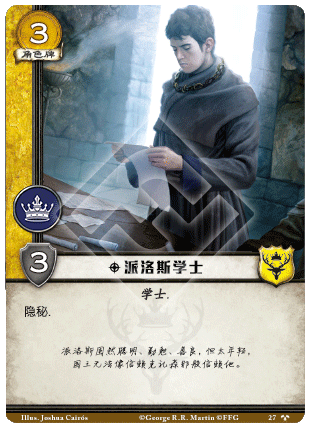 3
角色牌
3
派洛斯学士
学士.
隐秘.
派洛斯固然聪明、勤勉、善良，但太年轻，
国王无法像信赖克礼森那般信赖他。
Illus. Joshua Cairós
©George R.R. Martin ©FFG
27